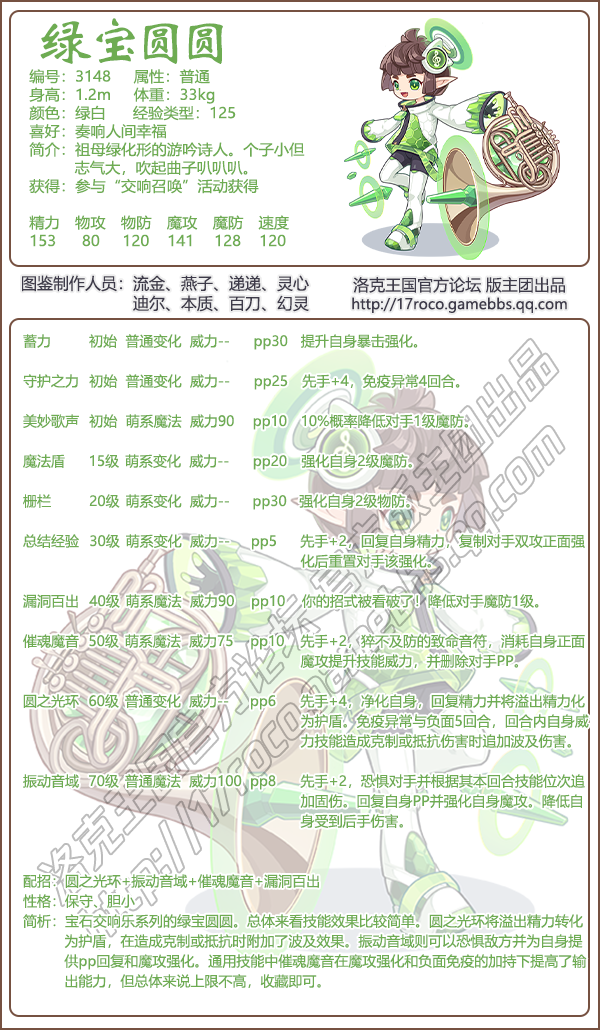 绿宝圆圆
编号：3148 属性：普通
身高：1.2m 体重：33kg
颜色：绿白 经验类型：125
喜好：奏响人间幸福
简介：祖母绿化形的游吟诗人。个子小但
志气大，吹起曲子叭叭叭。
获得：参与“交响召唤”活动获得
精力 物攻 物防 魔攻 魔防 速度
153 80 120 141 128 120
图鉴制作人员：流金、燕子、递递、灵心
迪尔、本质、百刀、幻灵
洛克王国官方论坛 版主团出品
http://17roco.gamebbs.qq.com
蓄力 初始 普通变化 威力-- pp30 提升自身暴击强化。
守护之力 初始 普通变化 威力-- pp25 先手+4，免疫异常4回合。
美妙歌声 初始 萌系魔法 威力90 pp10 10%概率降低对手1级魔防。
魔法盾 15级 萌系变化 威力-- pp20 强化自身2级魔防。
栅栏 20级 萌系变化 威力-- pp30 强化自身2级物防。
总结经验 30级 萌系变化 威力-- pp5 先手+2，回复自身精力，复制对手双攻正面强
化后重置对手该强化。
漏洞百出 40级 萌系魔法 威力90 pp10 你的招式被看破了！降低对手魔防1级。
催魂魔音 50级 萌系魔法 威力75 pp10 先手+2，猝不及防的致命音符，消耗自身正面
魔攻提升技能威力，并删除对手PP。
圆之光环 60级 普通变化 威力-- pp6 先手+4，净化自身，回复精力并将溢出精力化
为护盾。免疫异常与负面5回合，回合内自身威
力技能造成克制或抵抗伤害时追加波及伤害。
振动音域 70级 普通魔法 威力100 pp8 先手+2，恐惧对手并根据其本回合技能位次追
加固伤。回复自身PP并强化自身魔攻。降低自
身受到后手伤害。
配招：圆之光环+振动音域+催魂魔音+漏洞百出
性格：保守、胆小
简析：宝石交响乐系列的绿宝圆圆。总体来看技能效果比较简单。圆之光环将溢出精力转化
为护盾，在造成克制或抵抗时附加了波及效果。振动音域则可以恐惧敌方并为自身提
供pp回复和魔攻强化。通用技能中催魂魔音在魔攻强化和负面免疫的加持下提高了输
出能力，但总体来说上限不高，收藏即可。
洛克王国官方论坛 版主团出品
http://17roco.gamebbs.qq.com